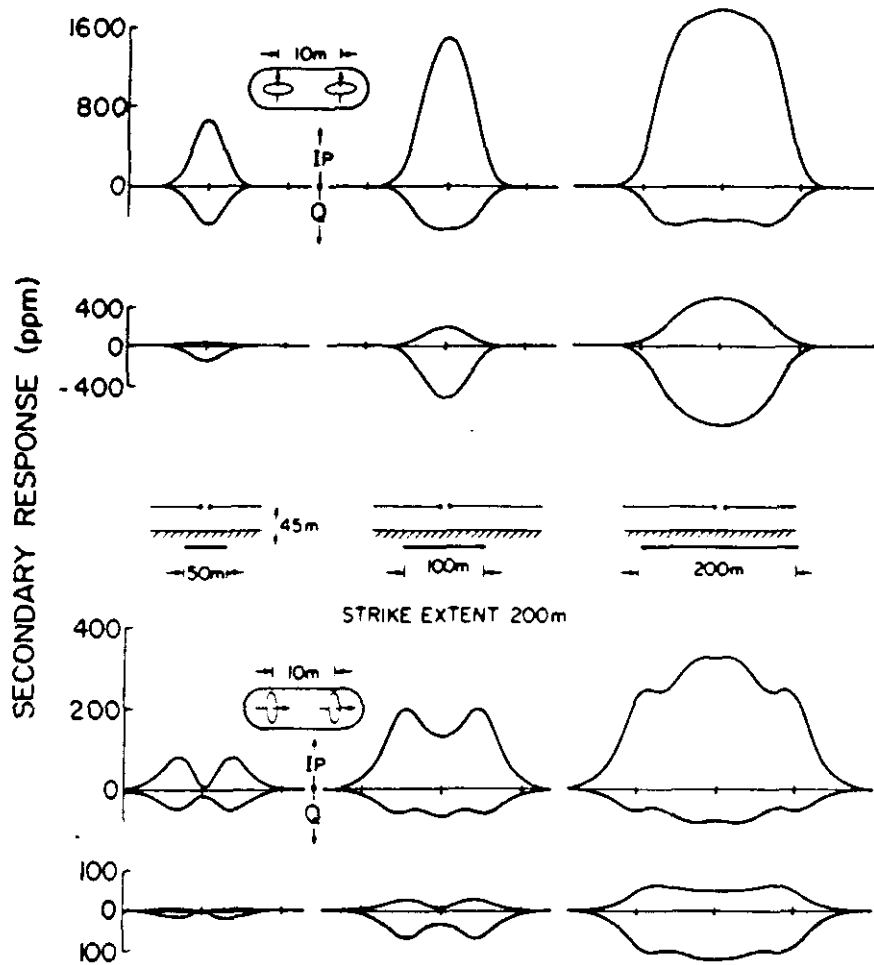 1600
10m
800
IP
0
Q
SECONDARY RESPONSE (ppm)
400
0
-400
45m
50m
100m
200m
STRIKE EXTENT 200m
400
10m
200
IP
0
Q
100
0
100